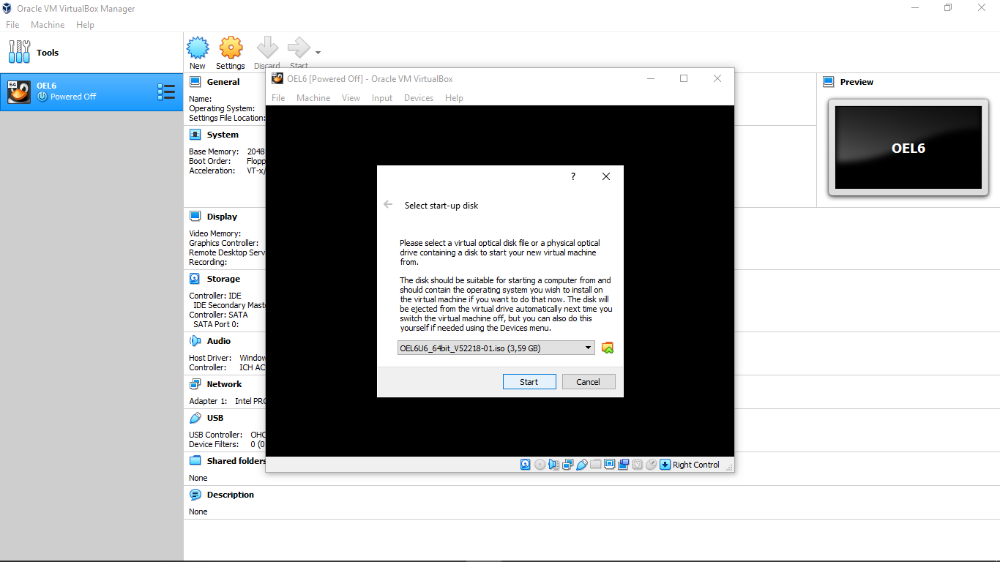 Oracle VM VirtualBox Manager
File Machine Help
Tools
New Settings Discard Start
64
OEL6
Powered Off
General
Name:
Operating System:
Settings File Location:
System
Base Memory: 2048
Boot Order: Flopp
Acceleration: VT-x/
Display
Video Memory:
Graphics Controller:
Remote Desktop Serv
Recording:
Storage
Controller: IDE
IDE Secondary Mast
Controller: SATA
SATA Port 0:
Audio
Host Driver: Window
Controller: ICH AC
Network
Adapter 1: Intel PRO
USB
USB Controller: OHC
Device Filters: 0 (0
Shared folders
None
Description
None
OEL6 [Powered Off] - Oracle VM VirtualBox
File Machine View Input Devices Help
?
Select start-up disk
Please select a virtual optical disk file or a physical optical
drive containing a disk to start your new virtual machine
from.
The disk should be suitable for starting a computer from and
should contain the operating system you wish to install on
the virtual machine if you want to do that now. The disk will
be ejected from the virtual drive automatically next time you
switch the virtual machine off, but you can also do this
yourself if needed using the Devices menu.
OEL6U6_64bit_V52218-01.iso (3,59 GB)
Start Cancel
Right Control
Preview
OEL6